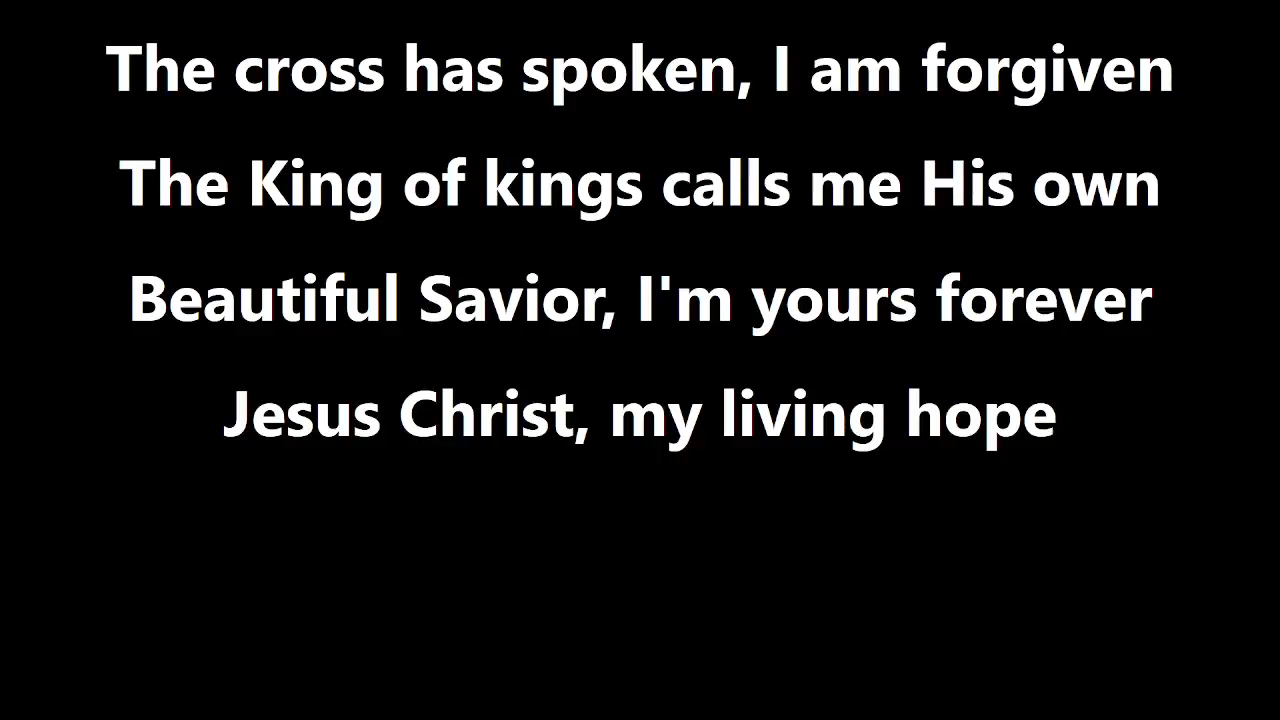 The cross has spoken, I am forgiven
The King of kings calls me His own
Beautiful Savior, I'm yours forever
Jesus Christ, my living hope